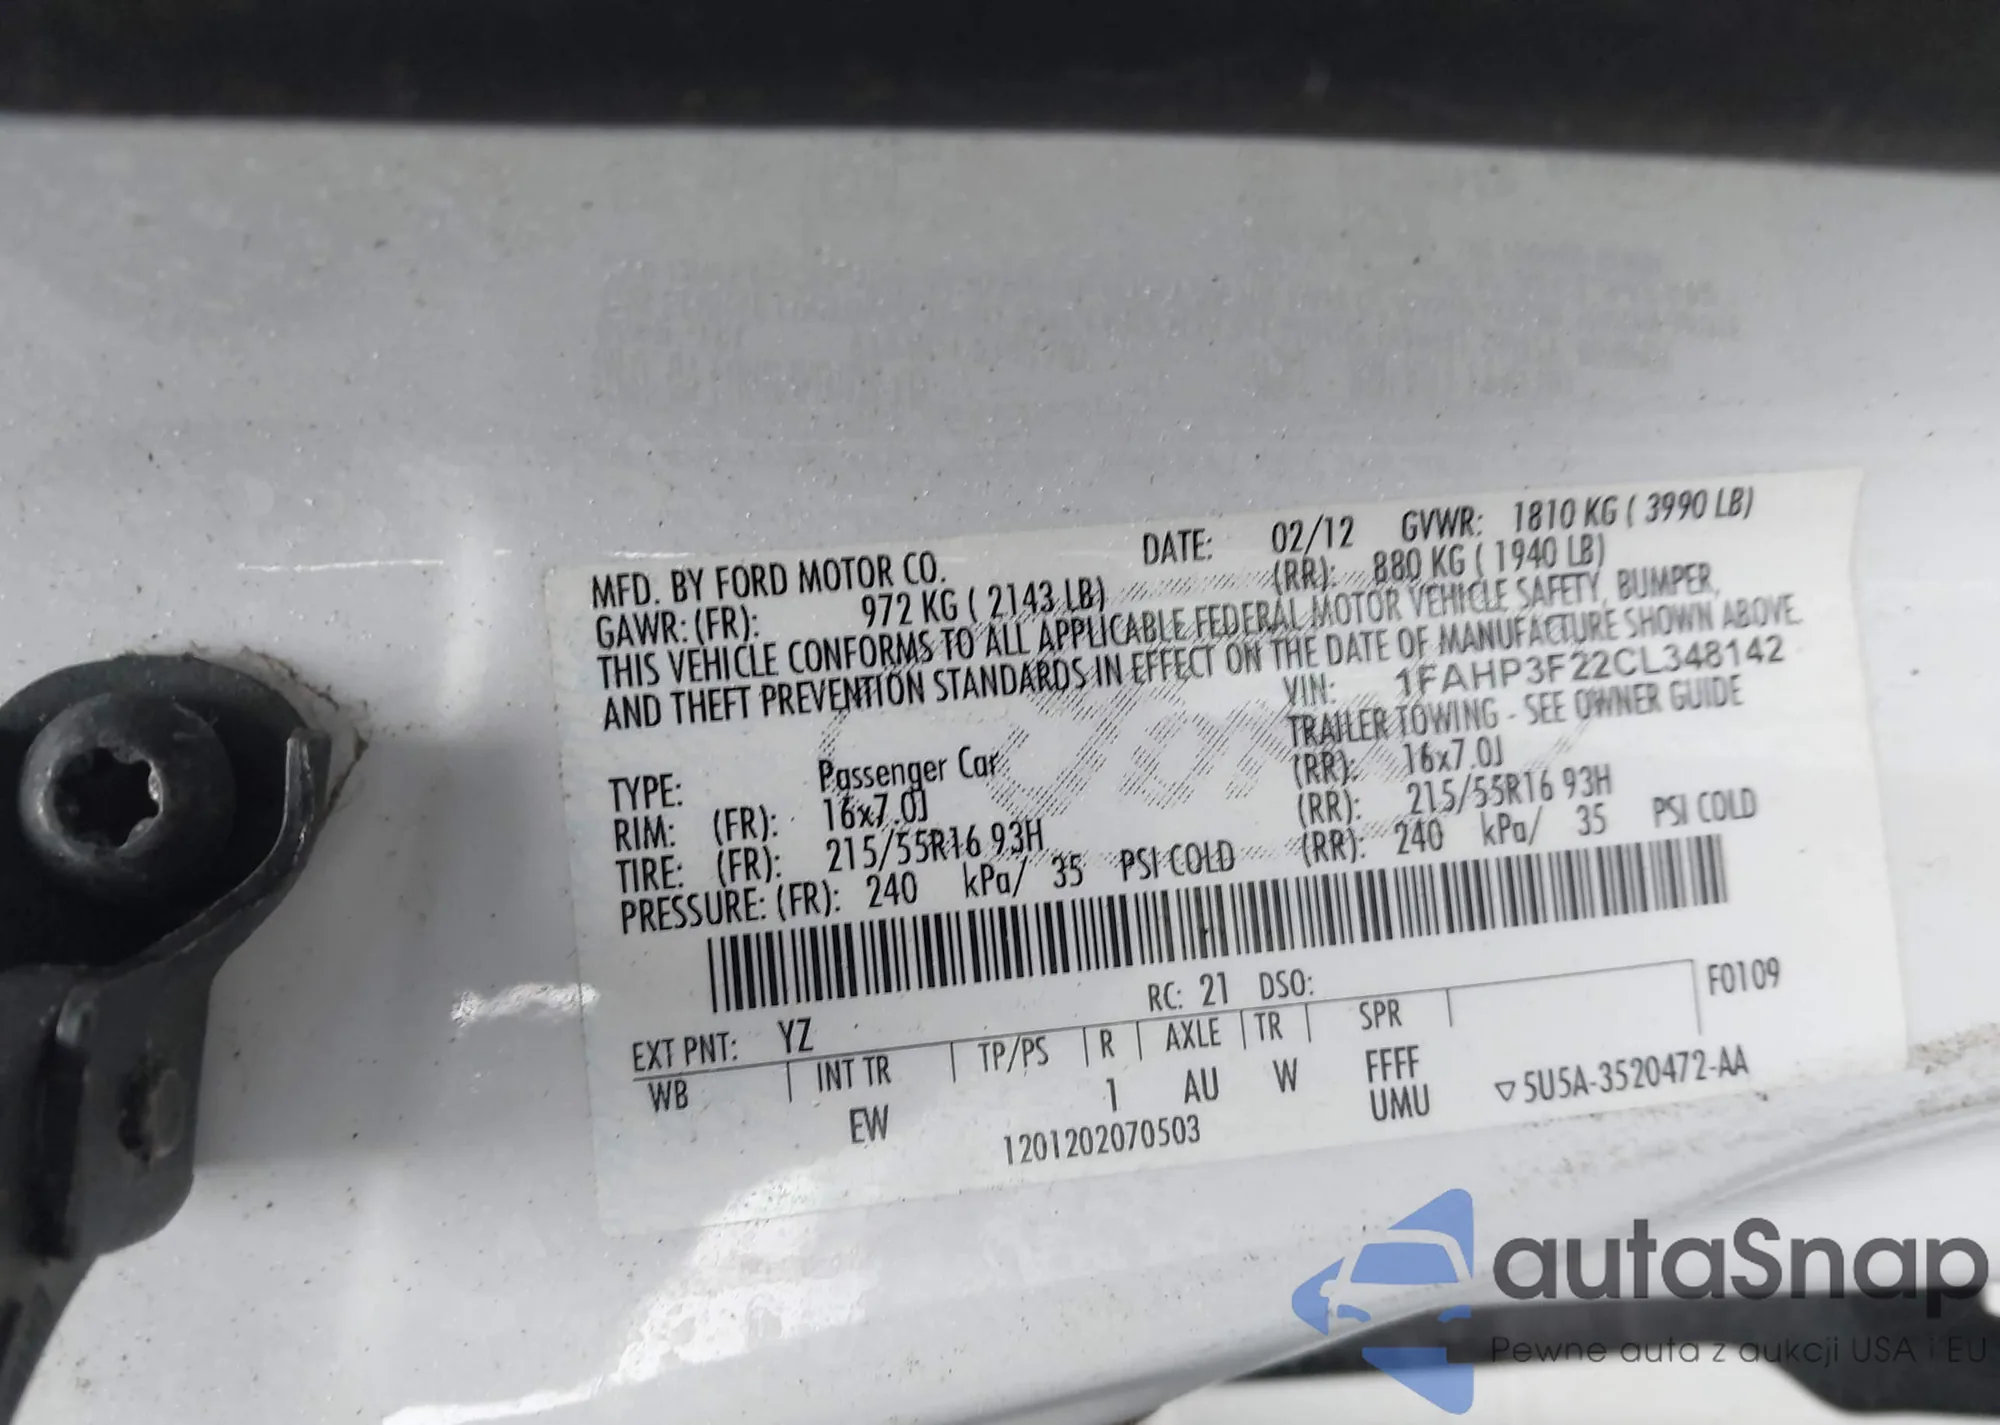 MFD. BY FORD MOTOR CO. DATE: 02/12 GVWR: 1810 KG ( 3990 LB)
GAWR: (FR): 972 KG ( 2143 LB) (RR): 880 KG ( 1940 LB)
THIS VEHICLE CONFORMS TO ALL APPLICABLE FEDERAL MOTOR VEHICLE SAFETY, BUMPER,
AND THEFT PREVENTION STANDARDS IN EFFECT ON THE DATE OF MANUFACTURE SHOWN ABOVE.
VIN: 1FAHP3F22CL348142
TYPE: Passenger Car TRAILER TOWING - SEE OWNER GUIDE
RIM: (FR): 16x7.0J (RR): 16x7.0J
TIRE: (FR): 215/55R16 93H (RR): 215/55R16 93H
PRESSURE: (FR): 240 kPa/ 35 PSI COLD (RR): 240 kPa/ 35 PSI COLD
RC: 21 DSO: F0109
EXT PNT: YZ
WB INT TR TP/PS R AXLE TR SPR
EW 1 AU W FFFF
UMU
1201202070503 ▽5U5A-3520472-AA
autaSnap
Pewne auta z aukcji USA i EU